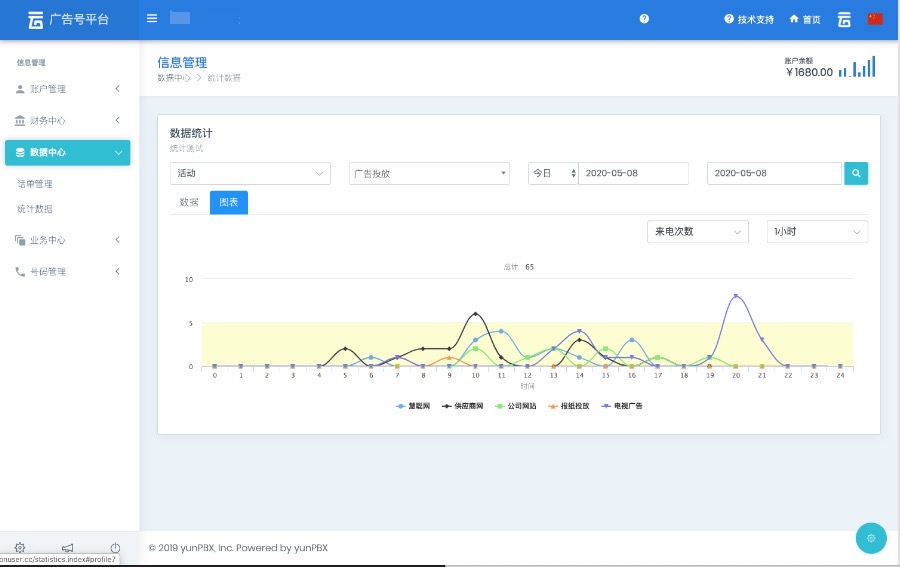 广告号平台
技术支持
首页
信息管理
账户管理
财务中心
数据中心
话单管理
统计数据
业务中心
号码管理
信息管理
数据中心 > 统计数据
账户余额
￥1680.00
数据统计
统计测试
活动
广告投放
今日
2020-05-08
2020-05-08
数据
图表
来电次数
1小时
总计 65
10
5
0
0 1 2 3 4 5 6 7 8 9 10 11 12 13 14 15 16 17 18 19 20 21 22 23 24
时间
慧聪网 供应商网 公司网站 报纸投放 电视广告
© 2019 yunPBX, Inc. Powered by yunPBX
onuser.cc/statistics.index#profile7